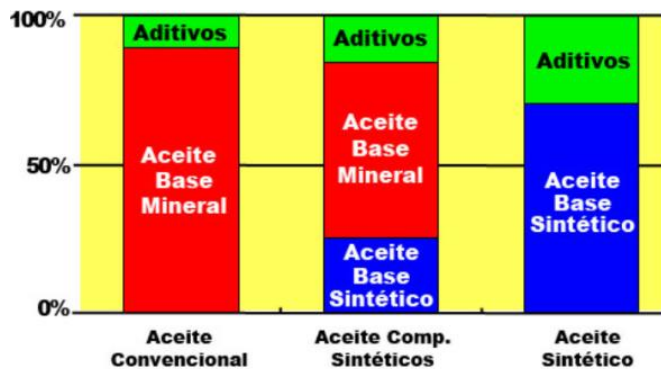 100%
50%
0%
Aditivos
Aceite
Base
Mineral
Aditivos
Aceite
Base
Mineral
Aceite
Base
Sintético
Aditivos
Aceite
Base
Sintético
Aceite
Convencional
Aceite Comp.
Sintéticos
Aceite
Sintético